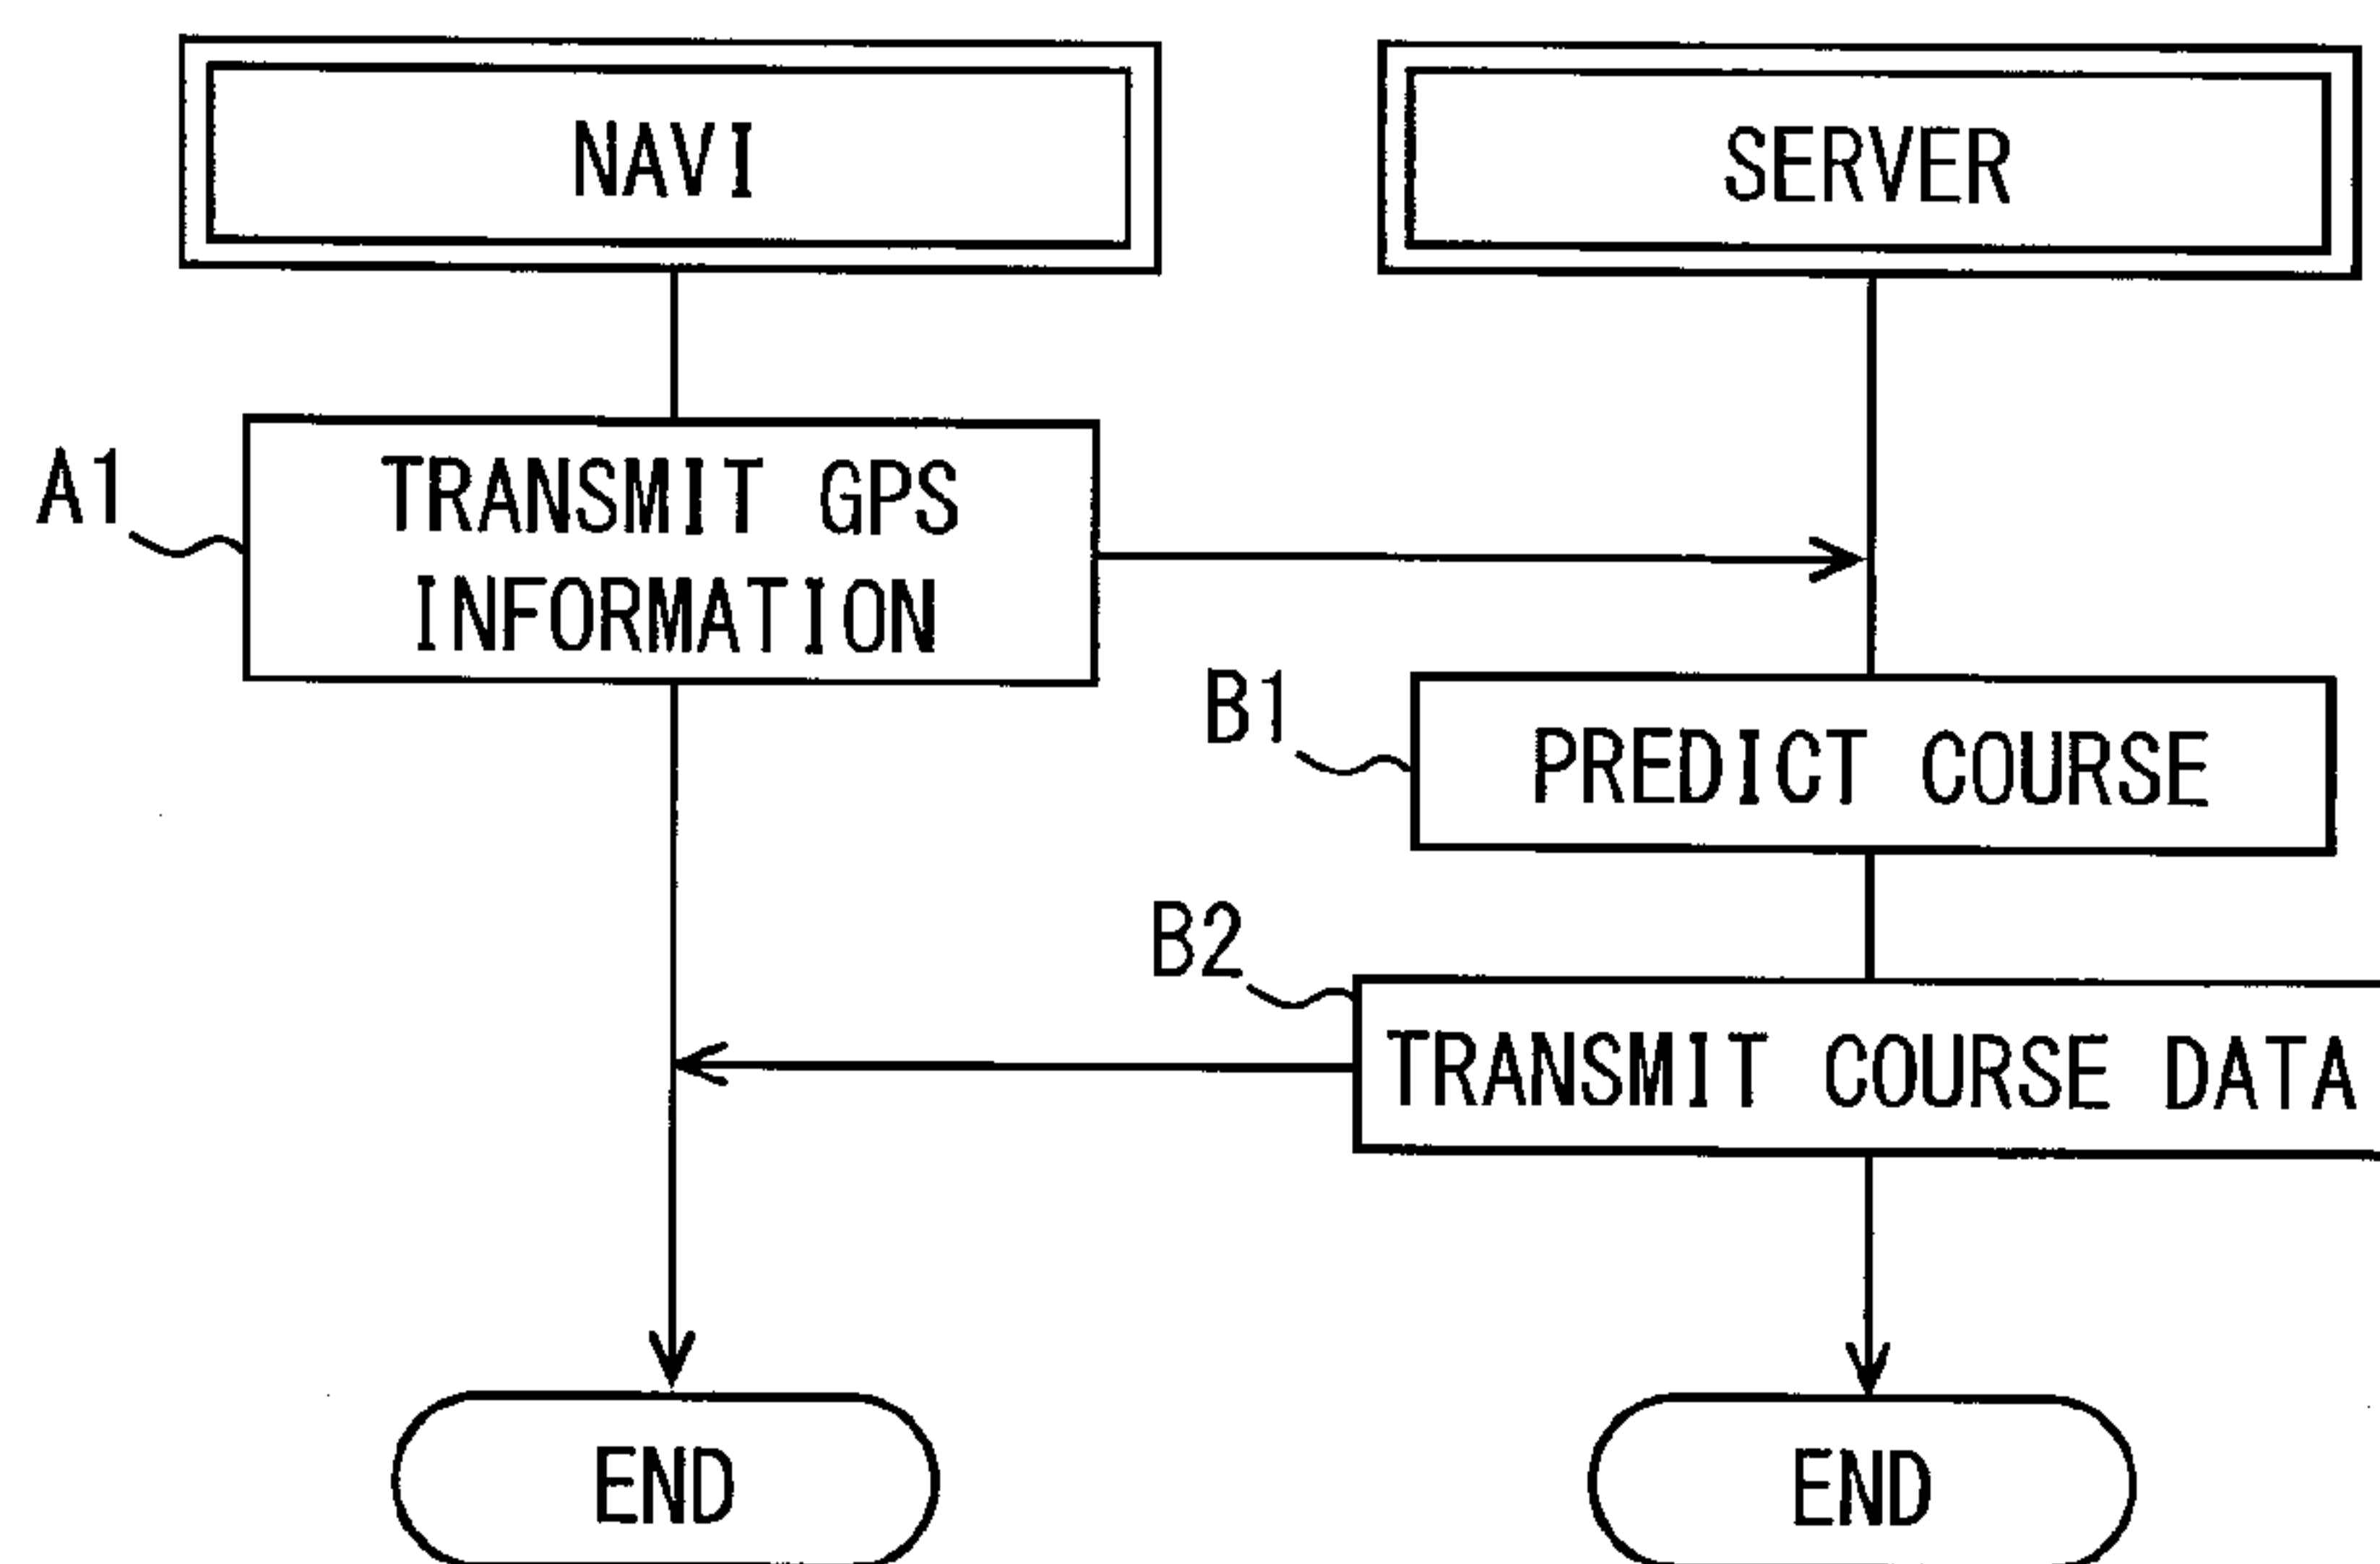 NAVI
SERVER
A1
TRANSMIT GPS
INFORMATION
B1
PREDICT COURSE
B2
TRANSMIT COURSE DATA
END
END